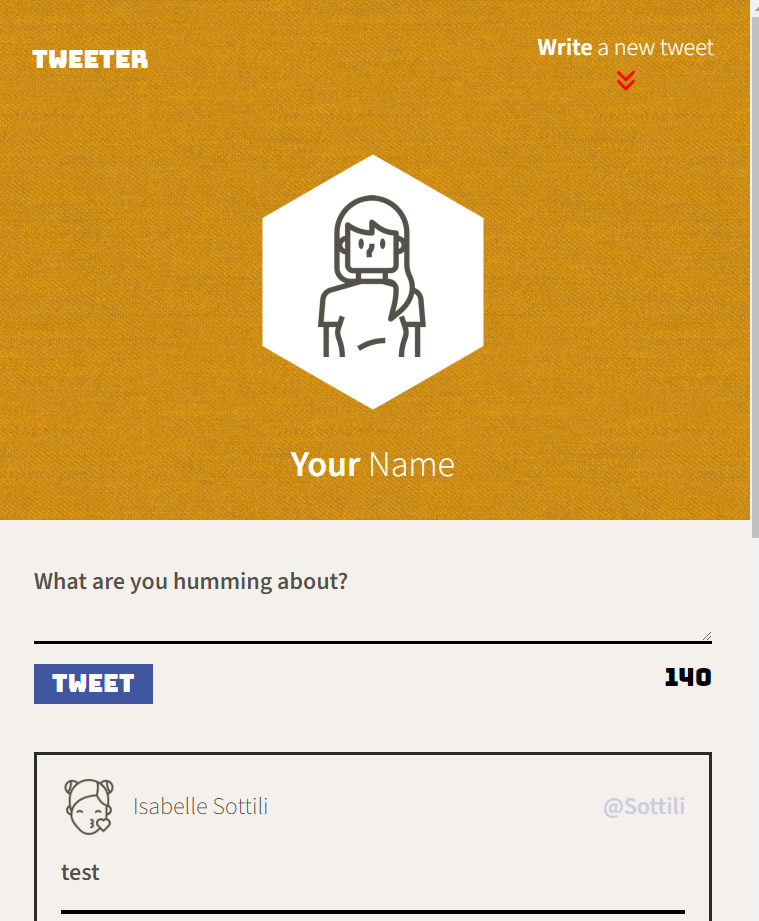 TWEETER
Write a new tweet
Your Name
What are you humming about?
TWEET
140
Isabelle Sottili
@Sottili
test